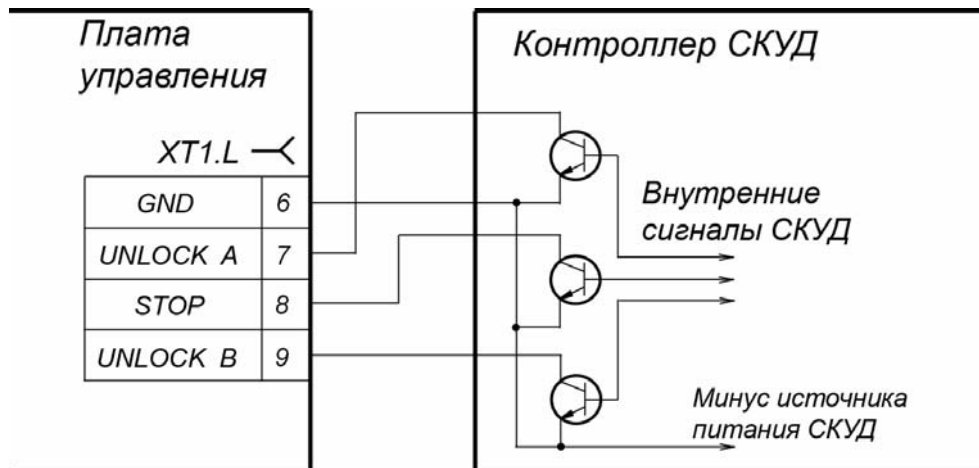 Плата
управления
Контроллер СКУД
XT1.L
GND 6
UNLOCK A 7
STOP 8
UNLOCK B 9
Внутренние
сигналы СКУД
Минус источника
питания СКУД